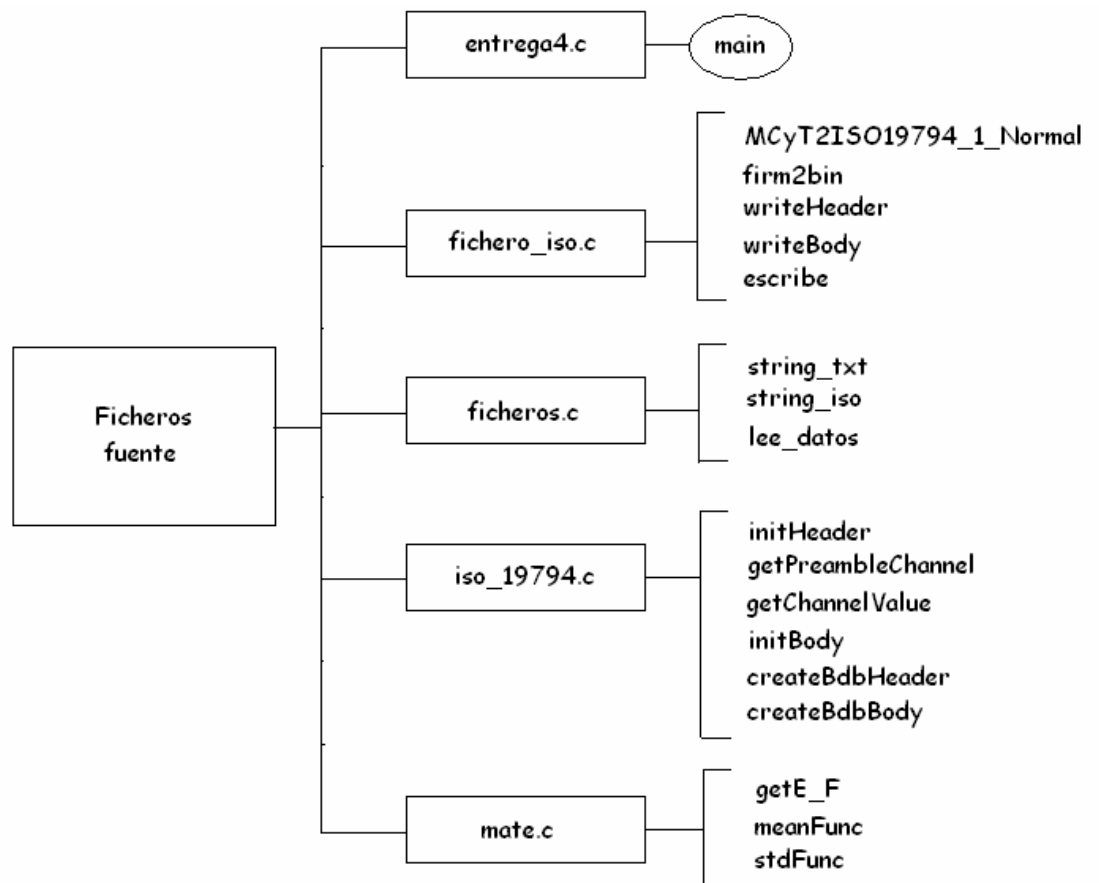 entrega4.c
main
MCyT2ISO19794_1_Normal
firm2bin
writeHeader
fichero_iso.c
writeBody
escribe
string_txt
string_iso
ficheros.c
lee_datos
Ficheros
fuente
initHeader
getPreambleChannel
iso_19794.c
getChannelValue
initBody
createBdbHeader
createBdbBody
getE_F
mate.c
meanFunc
stdFunc